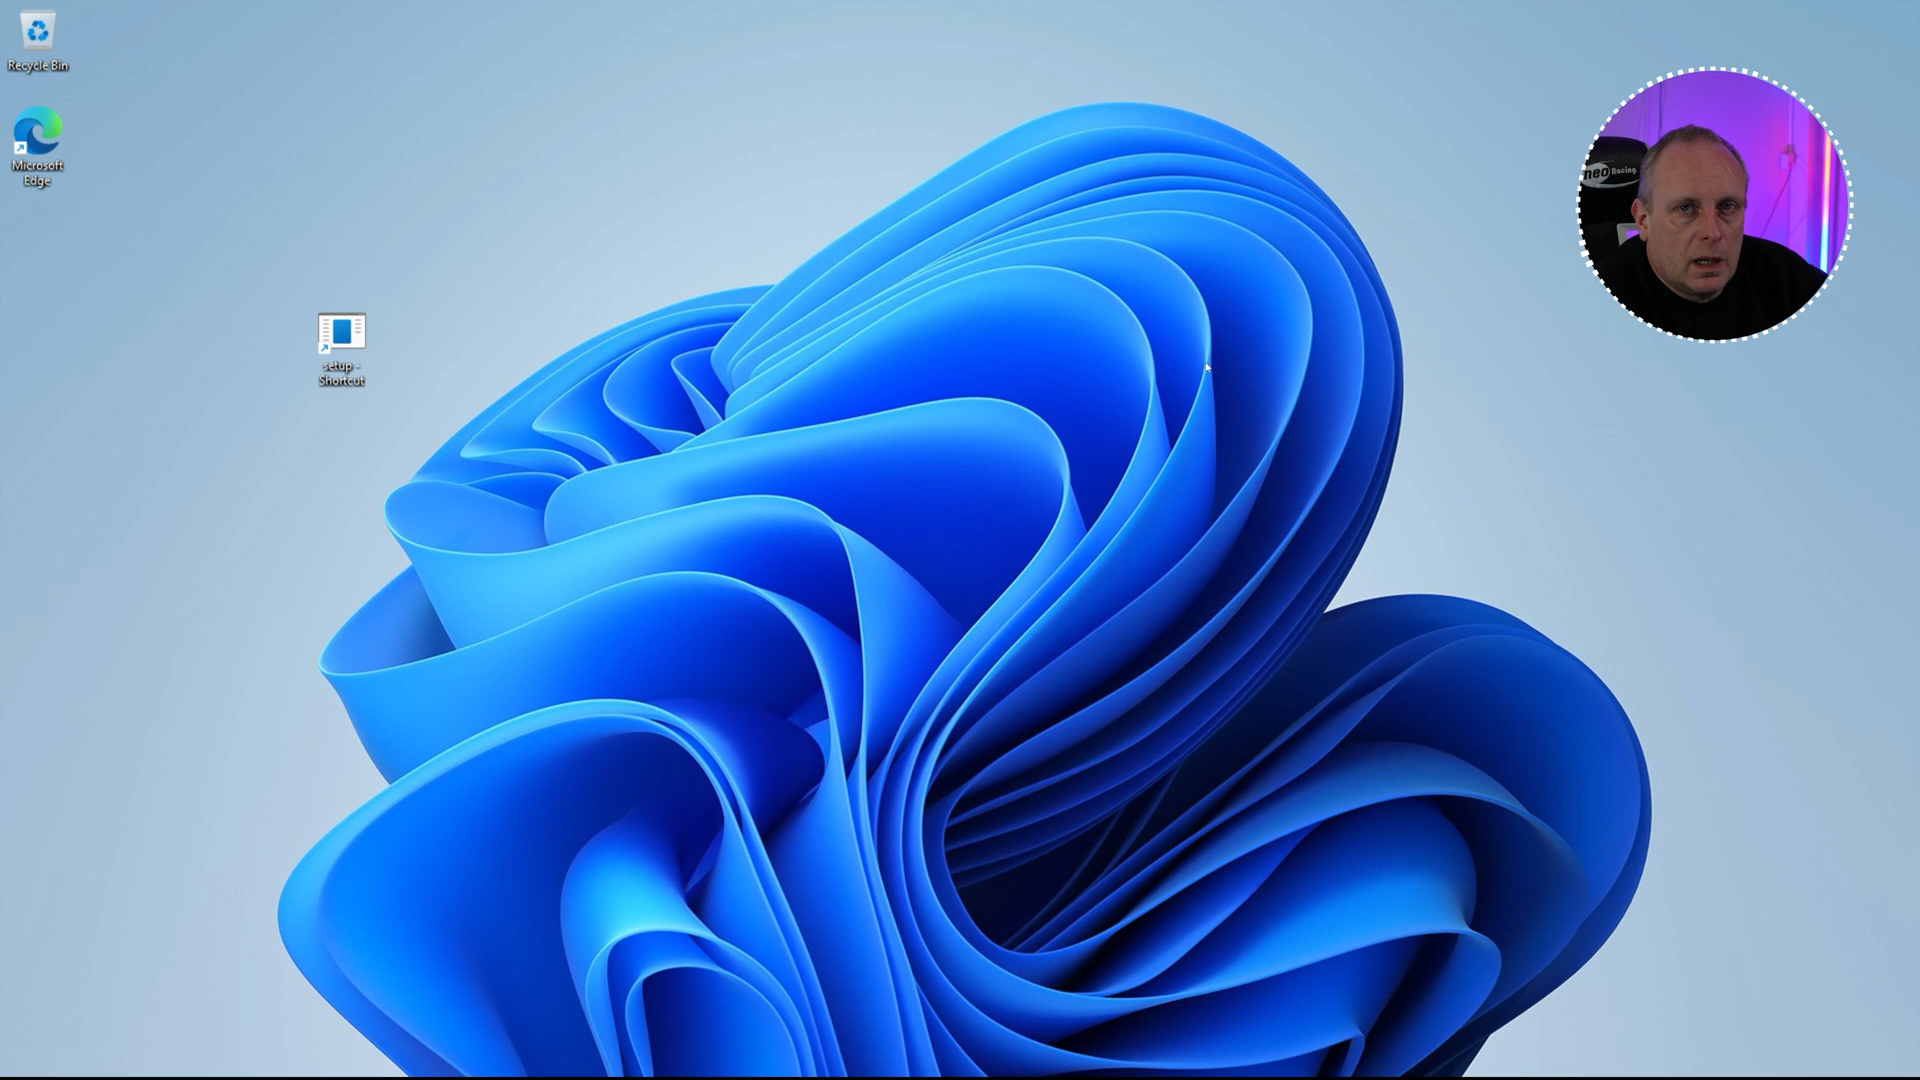 Recycle Bin
Microsoft
Edge
setup -
Shortcut
neo Racing